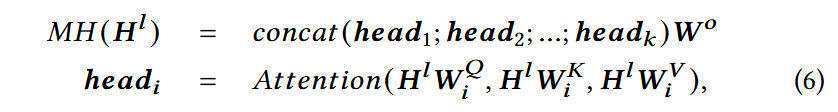 MH(H^l) = concat(head_1; head_2; ...; head_k)W^o
head_i = Attention(H^l W_i^Q, H^l W_i^K, H^l W_i^V), (6)